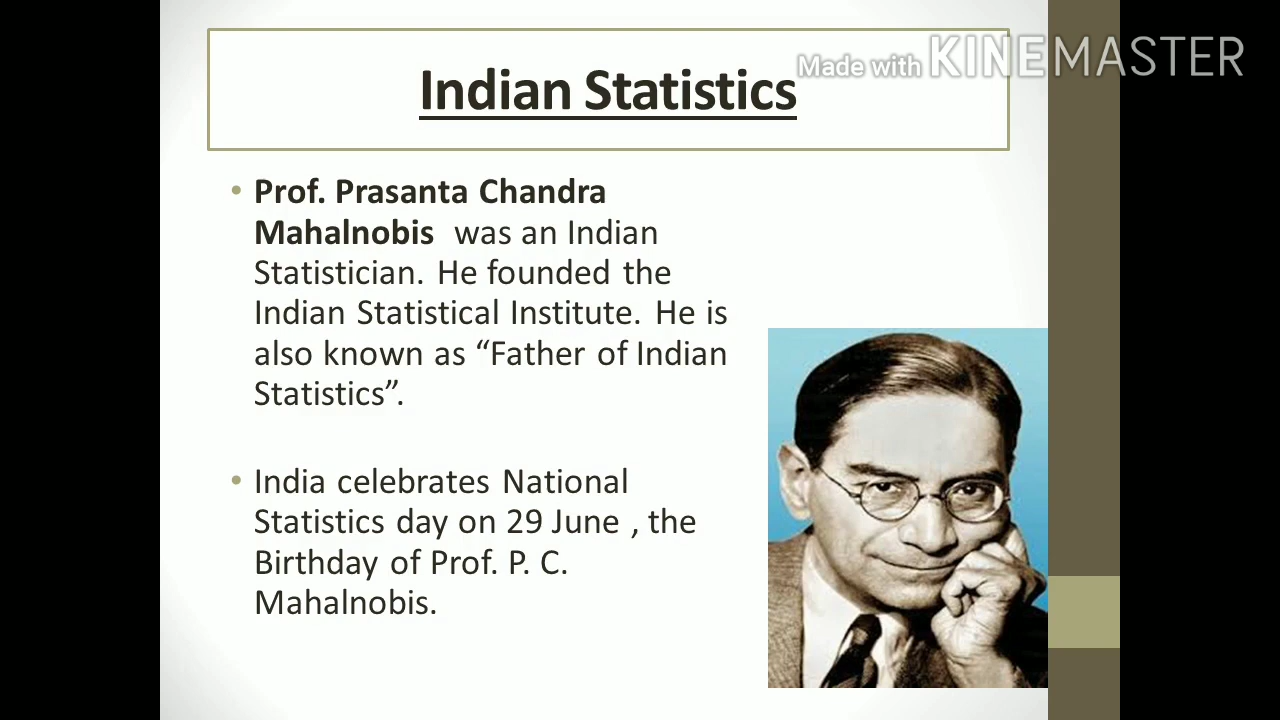 Made with KINEMASTER
Indian Statistics
• Prof. Prasanta Chandra
Mahalnobis was an Indian
Statistician. He founded the
Indian Statistical Institute. He is
also known as “Father of Indian
Statistics”.
• India celebrates National
Statistics day on 29 June , the
Birthday of Prof. P. C.
Mahalnobis.